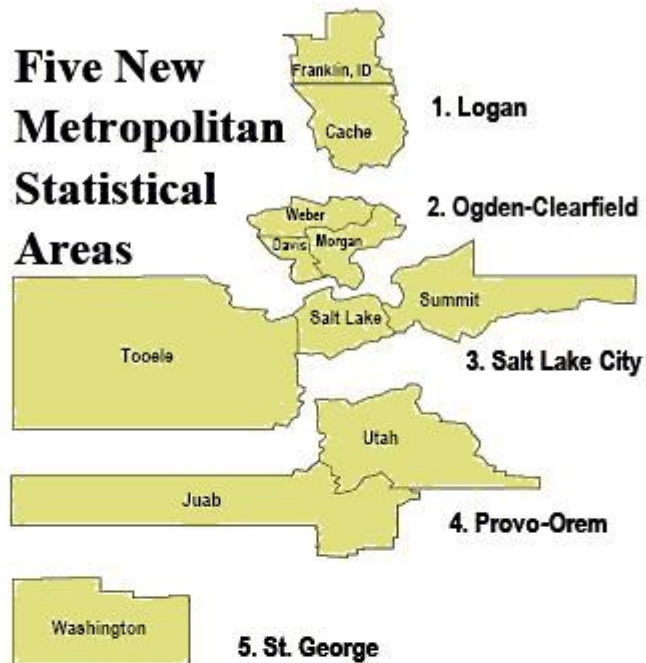 Five New
Metropolitan
Statistical
Areas
Franklin, ID
Cache
1. Logan
Weber
Davis
Morgan
2. Ogden-Clearfield
Tooele
Salt Lake
Summit
3. Salt Lake City
Utah
Juab
4. Provo-Orem
Washington
5. St. George